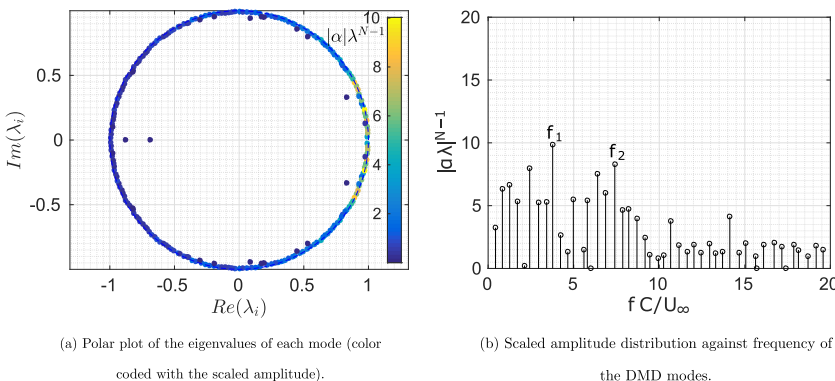 10
|α|λ^{N−1}
8
6
4
2
0.5
0
-0.5
Im(λ_i)
-1
-0.5
0
0.5
1
Re(λ_i)
(a) Polar plot of the eigenvalues of each mode (color
coded with the scaled amplitude).
20
15
10
5
0
|aλ|^{N−1}
f_1
f_2
0
5
10
15
20
f C/U_∞
(b) Scaled amplitude distribution against frequency of
the DMD modes.